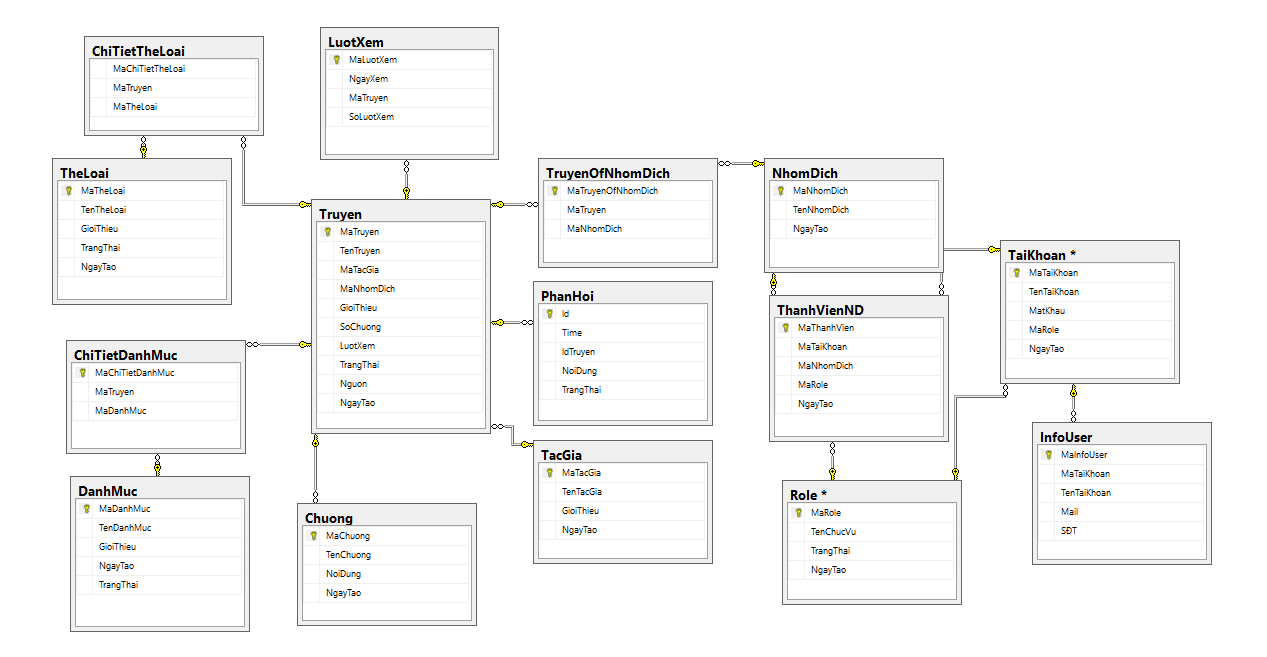 ChiTietTheLoai
MaChiTietTheLoai
MaTruyen
MaTheLoai
LuotXem
MaLuotXem
NgayXem
MaTruyen
SoLuotXem
TheLoai
MaTheLoai
TenTheLoai
GioiThieu
TrangThai
NgayTao
Truyen
MaTruyen
TenTruyen
MaTacGia
MaNhomDich
GioiThieu
SoChuong
LuotXem
TrangThai
Nguon
NgayTao
TruyenOfNhomDich
MaTruyenOfNhomDich
MaTruyen
MaNhomDich
NhomDich
MaNhomDich
TenNhomDich
NgayTao
TaiKhoan *
MaTaiKhoan
TenTaiKhoan
MatKhau
MaRole
NgayTao
PhanHoi
Id
Time
IdTruyen
NoiDung
TrangThai
ThanhVienND
MaThanhVien
MaTaiKhoan
MaNhomDich
MaRole
NgayTao
ChiTietDanhMuc
MaChiTietDanhMuc
MaTruyen
MaDanhMuc
TacGia
MaTacGia
TenTacGia
GioiThieu
NgayTao
InfoUser
MaInfoUser
MaTaiKhoan
TenTaiKhoan
Mail
SĐT
DanhMuc
MaDanhMuc
TenDanhMuc
GioiThieu
NgayTao
TrangThai
Chuong
MaChuong
TenChuong
NoiDung
NgayTao
Role *
MaRole
TenChucVu
TrangThai
NgayTao